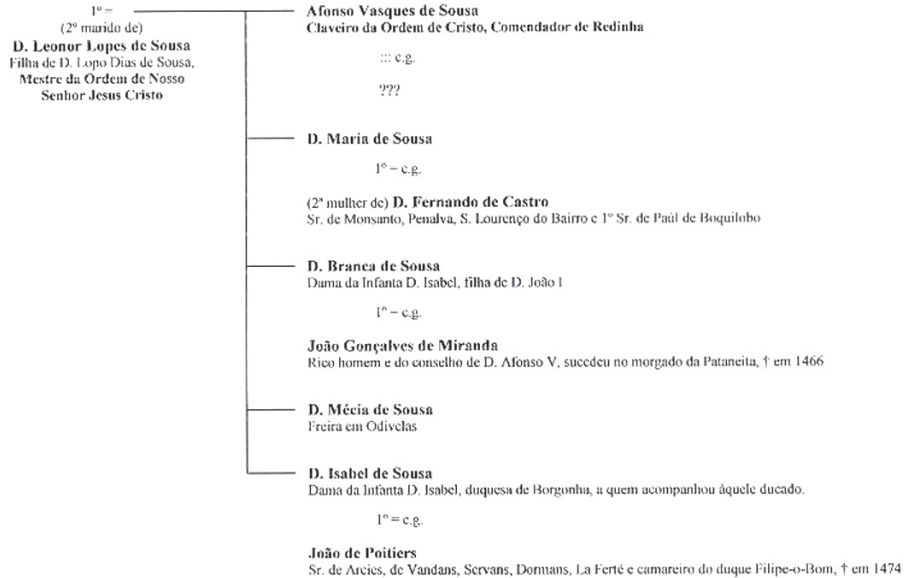 1º =
(2º marido de)
D. Leonor Lopes de Sousa
Filha de D. Lopo Dias de Sousa,
Mestre da Ordem de Nosso
Senhor Jesus Cristo
Afonso Vasques de Sousa
Claveiro da Ordem de Cristo, Comendador de Redinha
::: c.g.
???
D. Maria de Sousa
1º – c.g.
(2ª mulher de) D. Fernando de Castro
Sr. de Monsanto, Penalva, S. Lourenço do Bairro e 1º Sr. de Paúl de Boquilobo
D. Branca de Sousa
Dama da Infanta D. Isabel, filha de D. João I
1º – c.g.
João Gonçalves de Miranda
Rico homem e do conselho de D. Afonso V, sucedeu no morgado da Pataneita, † em 1466
D. Mécia de Sousa
Freira em Odivelas
D. Isabel de Sousa
Dama da Infanta D. Isabel, duquesa de Borgonha, a quem acompanhou àquele ducado.
1º = c.g.
João de Poitiers
Sr. de Arcies, de Vandans, Servans, Dormans, La Ferté e camareiro do duque Filipe-o-Bom, † em 1474